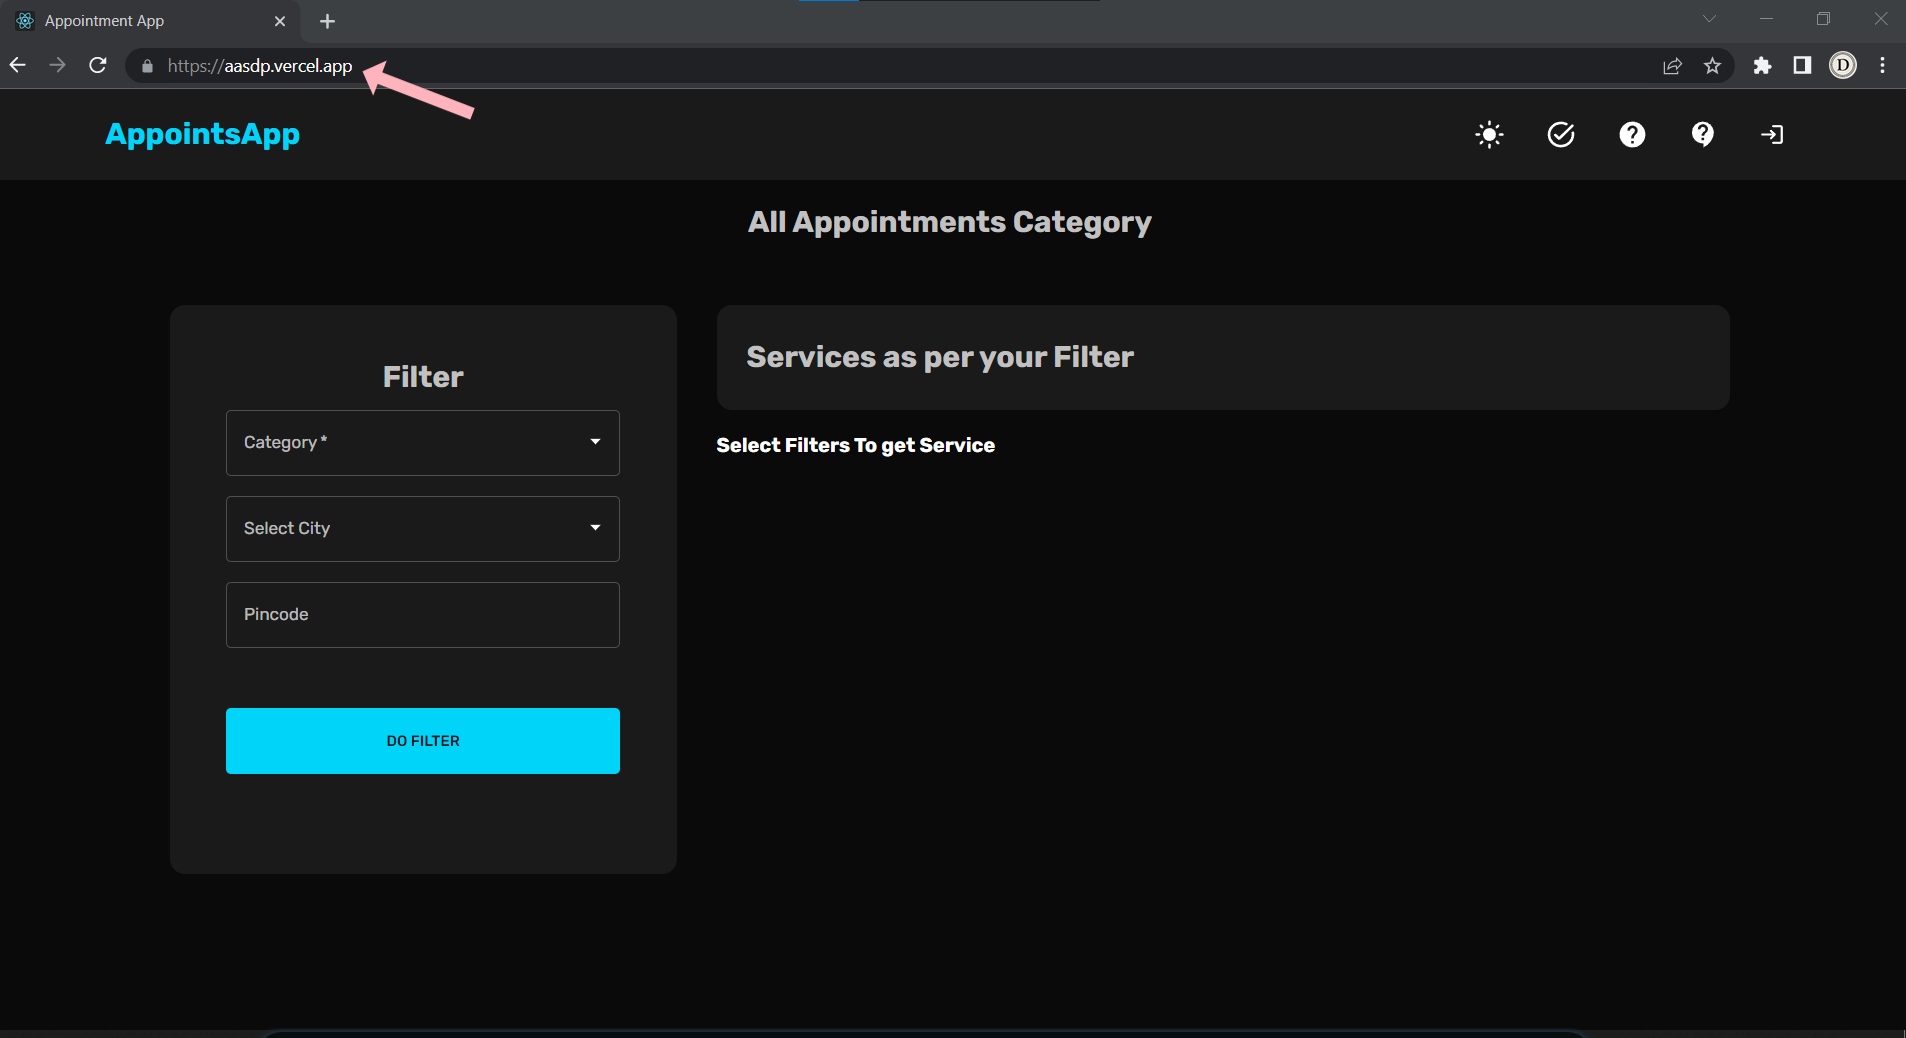 Appointment App
https://aasdp.vercel.app
D
AppointsApp
All Appointments Category
Filter
Category *
Select City
Pincode
DO FILTER
Services as per your Filter
Select Filters To get Service